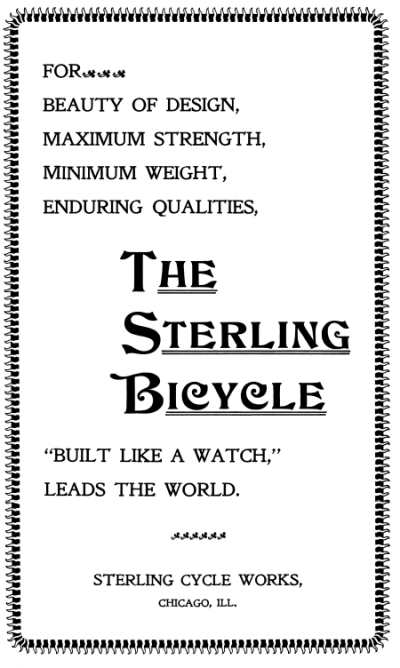 FOR
BEAUTY OF DESIGN,
MAXIMUM STRENGTH,
MINIMUM WEIGHT,
ENDURING QUALITIES,
THE
STERLING
BICYCLE
“BUILT LIKE A WATCH,”
LEADS THE WORLD.
STERLING CYCLE WORKS,
CHICAGO, ILL.